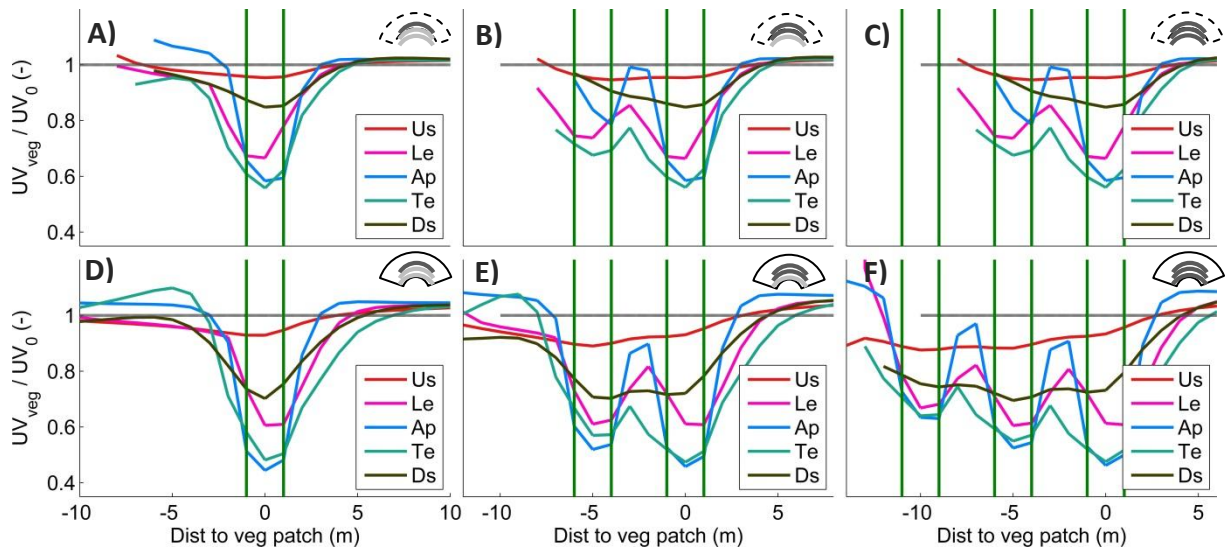 A) B) C)
UV_veg / UV_0 (-)
1
0.8
0.6
0.4
Us
Le
Ap
Te
Ds
Us
Le
Ap
Te
Ds
Us
Le
Ap
Te
Ds
D) E) F)
UV_veg / UV_0 (-)
1
0.8
0.6
0.4
Us
Le
Ap
Te
Ds
Us
Le
Ap
Te
Ds
Us
Le
Ap
Te
Ds
-10 -5 0 5 10 -10 -5 0 5 -10 -5 0 5
Dist to veg patch (m) Dist to veg patch (m) Dist to veg patch (m)